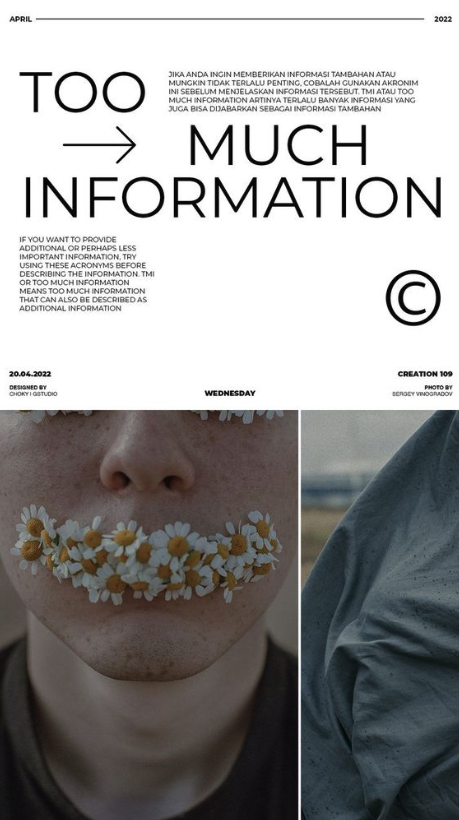 APRIL 2022
TOO
JIKA ANDA INGIN MEMBERIKAN INFORMASI TAMBAHAN ATAU
MUNGKIN TIDAK TERLALU PENTING, COBALAH GUNAKAN AKRONIM
INI SEBELUM MENJELASKAN INFORMASI TERSEBUT. TMI ATAU TOO
MUCH INFORMATION ARTINYA TERLALU BANYAK INFORMASI YANG
JUGA BISA DIJABARKAN SEBAGAI INFORMASI TAMBAHAN
→ MUCH
INFORMATION
IF YOU WANT TO PROVIDE
ADDITIONAL OR PERHAPS LESS
IMPORTANT INFORMATION, TRY
USING THESE ACRONYMS BEFORE
DESCRIBING THE INFORMATION. TMI
OR TOO MUCH INFORMATION
MEANS TOO MUCH INFORMATION
THAT CAN ALSO BE DESCRIBED AS
ADDITIONAL INFORMATION
©
20.04.2022
CREATION 109
DESIGNED BY
CHOKY I GSTUDIO
WEDNESDAY
PHOTO BY
SERGEY VINOGRADOV